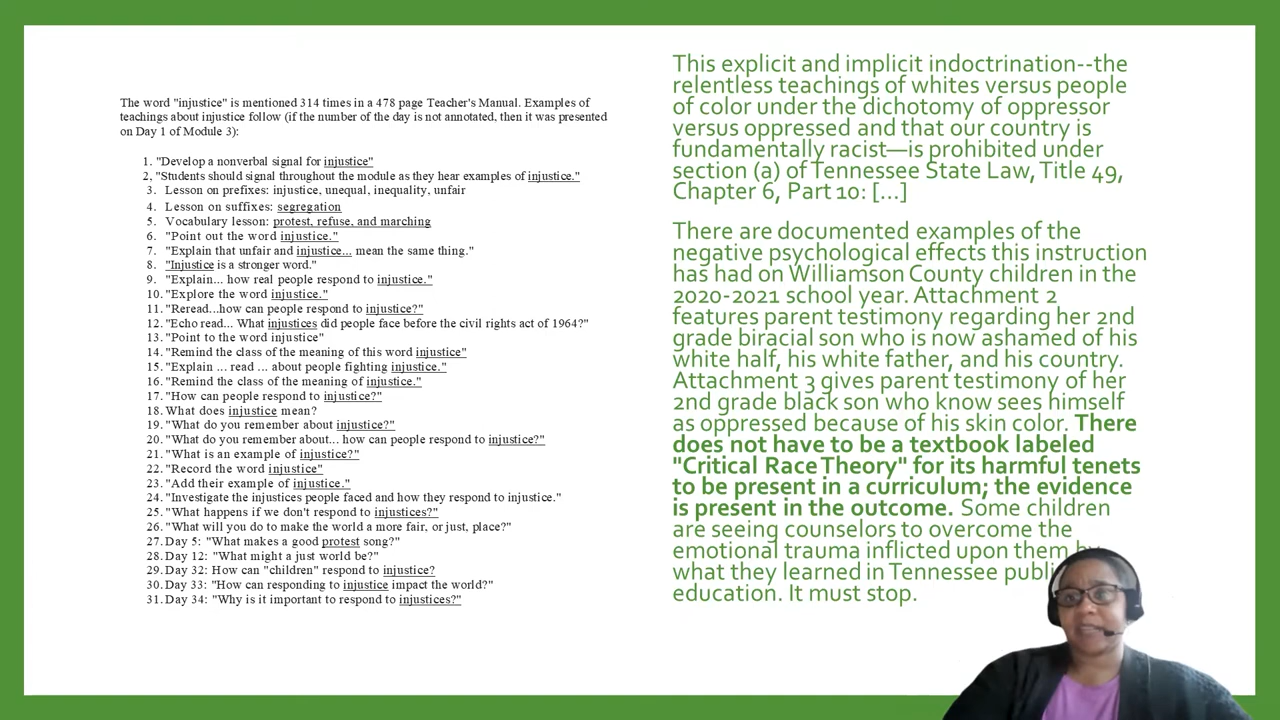 The word "injustice" is mentioned 314 times in a 478 page Teacher's Manual. Examples of
teachings about injustice follow (if the number of the day is not annotated, then it was presented
on Day 1 of Module 3):
1. "Develop a nonverbal signal for injustice"
2, "Students should signal throughout the module as they hear examples of injustice."
3. Lesson on prefixes: injustice, unequal, inequality, unfair
4. Lesson on suffixes: segregation
5. Vocabulary lesson: protest, refuse, and marching
6. "Point out the word injustice."
7. "Explain that unfair and injustice... mean the same thing."
8. "Injustice is a stronger word."
9. "Explain... how real people respond to injustice."
10. "Explore the word injustice."
11. "Reread...how can people respond to injustice?"
12. "Echo read... What injustices did people face before the civil rights act of 1964?"
13. "Point to the word injustice"
14. "Remind the class of the meaning of this word injustice"
15. "Explain ... read ... about people fighting injustice."
16. "Remind the class of the meaning of injustice."
17. "How can people respond to injustice?"
18. What does injustice mean?
19. "What do you remember about injustice?"
20. "What do you remember about... how can people respond to injustice?"
21. "What is an example of injustice?"
22. "Record the word injustice"
23. "Add their example of injustice."
24. "Investigate the injustices people faced and how they respond to injustice."
25. "What happens if we don't respond to injustices?"
26. "What will you do to make the world a more fair, or just, place?"
27. Day 5: "What makes a good protest song?"
28. Day 12: "What might a just world be?"
29. Day 32: How can "children" respond to injustice?
30. Day 33: "How can responding to injustice impact the world?"
31. Day 34: "Why is it important to respond to injustices?"
This explicit and implicit indoctrination--the
relentless teachings of whites versus people
of color under the dichotomy of oppressor
versus oppressed and that our country is
fundamentally racist—is prohibited under
section (a) of Tennessee State Law, Title 49,
Chapter 6, Part 10: [...]
There are documented examples of the
negative psychological effects this instruction
has had on Williamson County children in the
2020-2021 school year. Attachment 2
features parent testimony regarding her 2nd
grade biracial son who is now ashamed of his
white half, his white father, and his country.
Attachment 3 gives parent testimony of her
2nd grade black son who know sees himself
as oppressed because of his skin color. There
does not have to be a textbook labeled
"Critical Race Theory" for its harmful tenets
to be present in a curriculum; the evidence
is present in the outcome. Some children
are seeing counselors to overcome the
emotional trauma inflicted upon them
what they learned in Tennessee
education. It must stop.